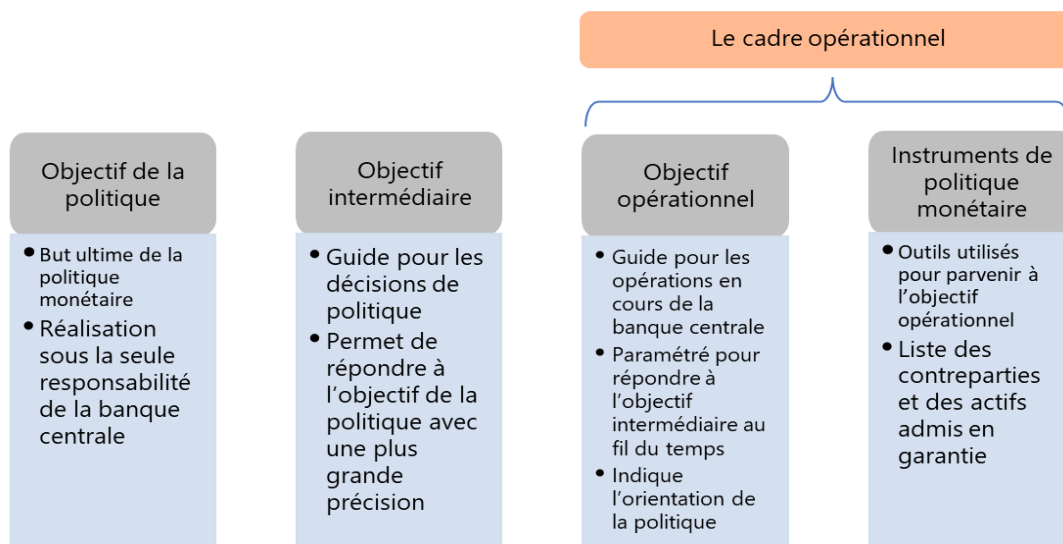 Le cadre opérationnel
Objectif de la
politique
• But ultime de la
politique
monétaire
• Réalisation
sous la seule
responsabilité
de la banque
centrale
Objectif
intermédiaire
• Guide pour les
décisions de
politique
• Permet de
répondre à
l'objectif de la
politique avec
une plus
grande
précision
Objectif
opérationnel
• Guide pour les
opérations en
cours de la
banque centrale
• Paramétré pour
répondre à
l'objectif
intermédiaire au
fil du temps
• Indique
l'orientation de
la politique
Instruments de
politique
monétaire
• Outils utilisés
pour parvenir à
l'objectif
opérationnel
• Liste des
contreparties
et des actifs
admis en
garantie